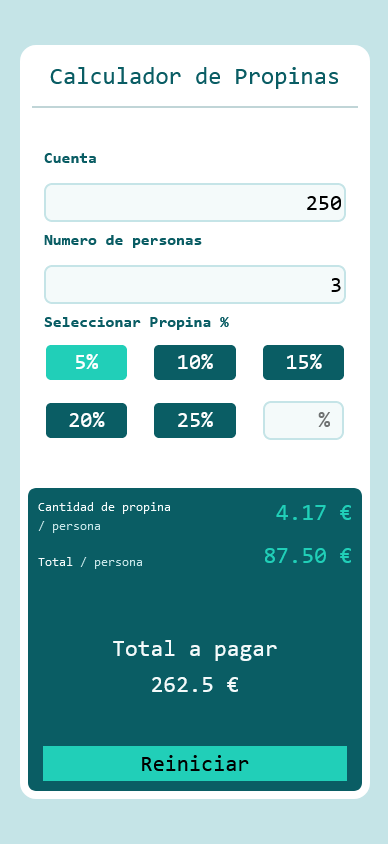 Calculador de Propinas
Cuenta
250
Numero de personas
3
Seleccionar Propina %
5% 10% 15%
20% 25% %
Cantidad de propina
/ persona
4.17 €
Total / persona
87.50 €
Total a pagar
262.5 €
Reiniciar